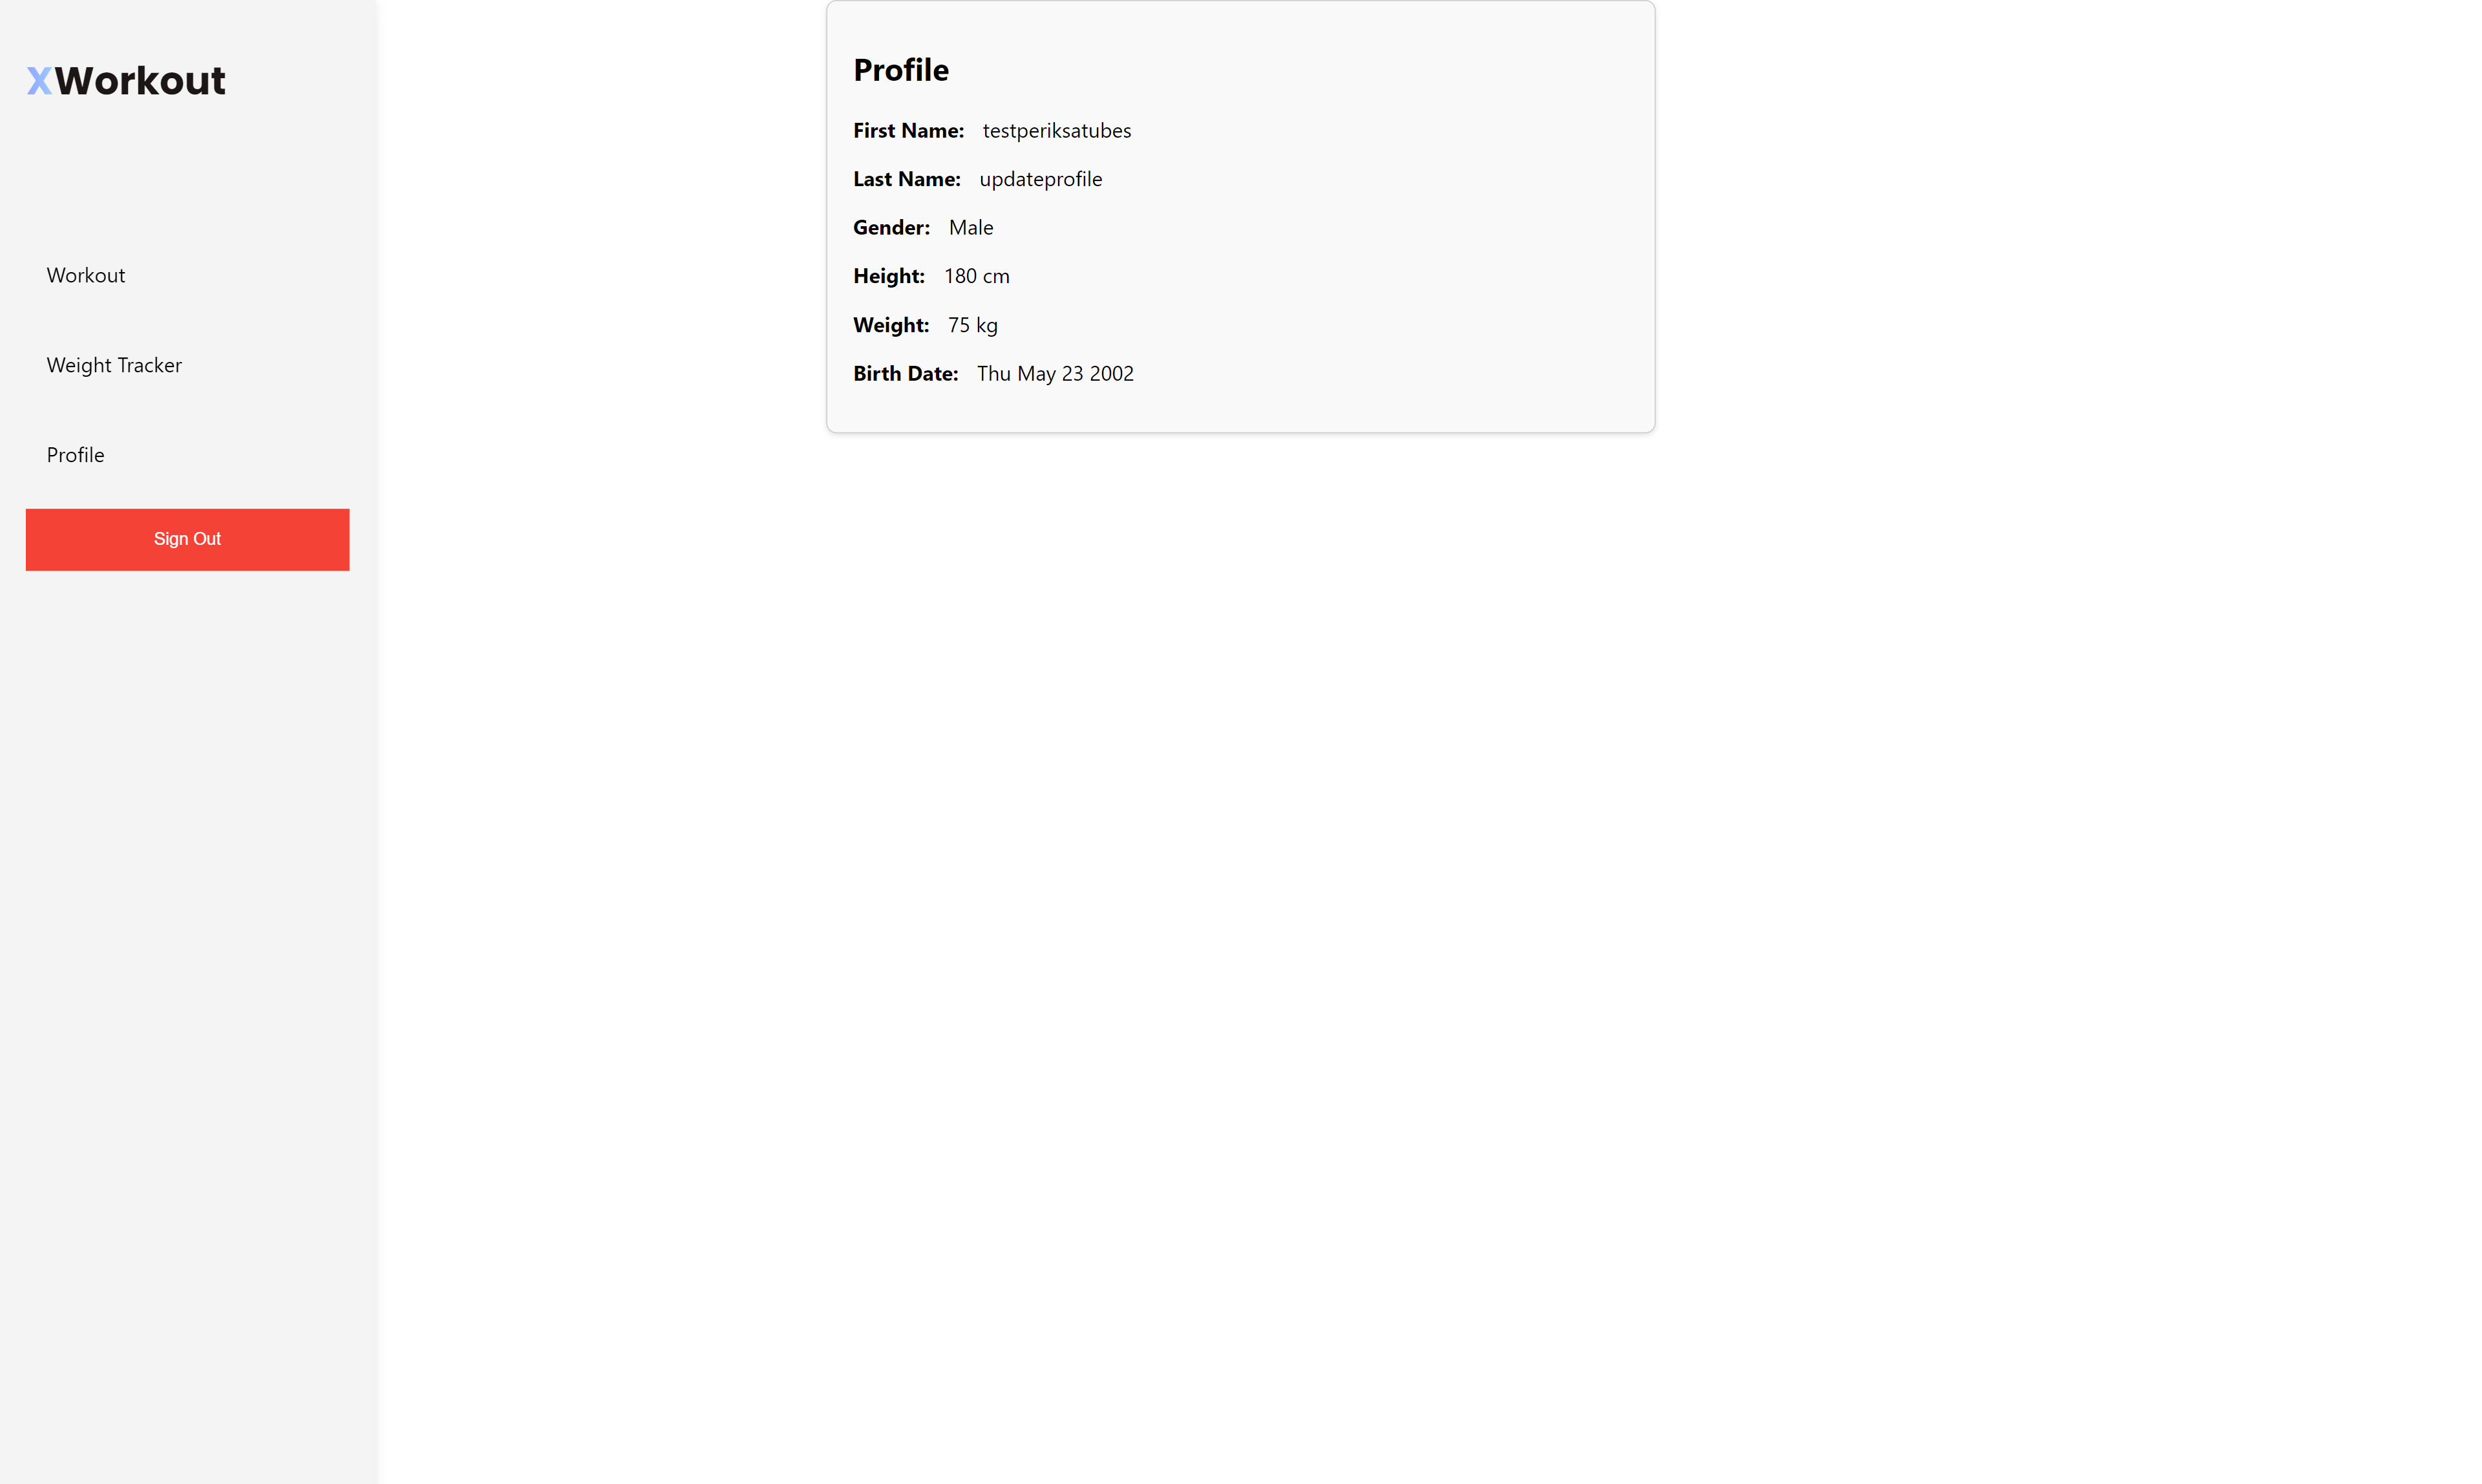 XWorkout
Workout
Weight Tracker
Profile
Sign Out
Profile
First Name: testperiksatubes
Last Name: updateprofile
Gender: Male
Height: 180 cm
Weight: 75 kg
Birth Date: Thu May 23 2002